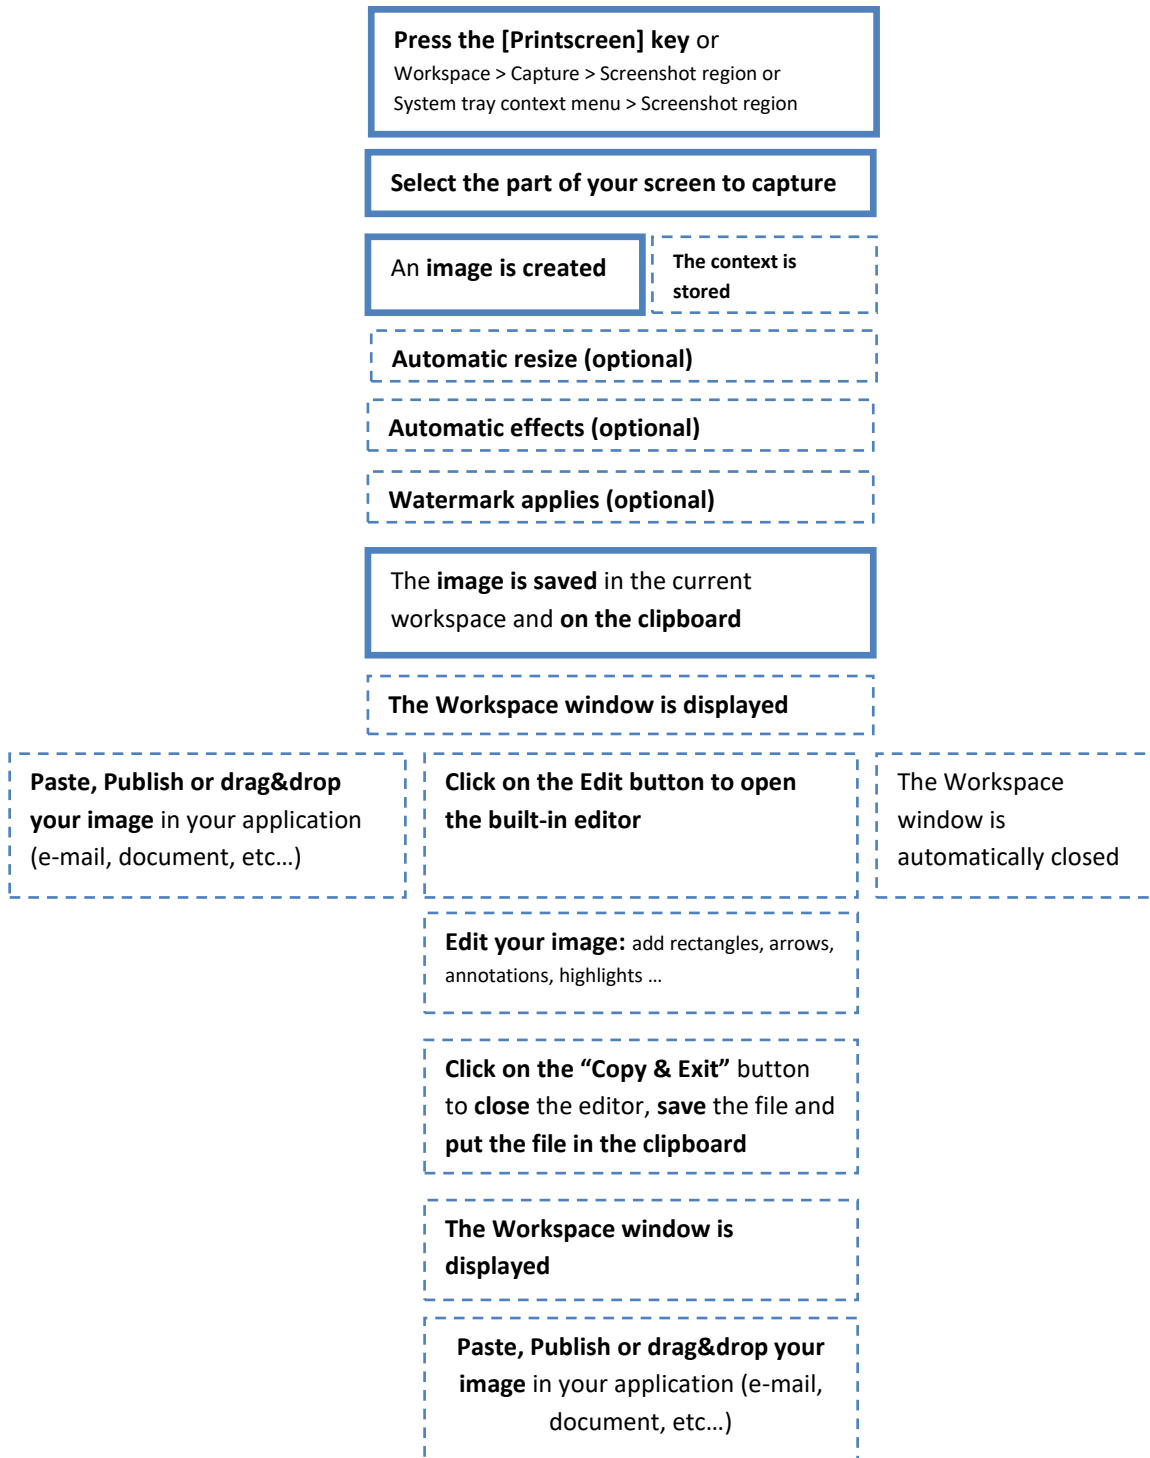 Press the [Printscreen] key or
Workspace > Capture > Screenshot region or
System tray context menu > Screenshot region
Select the part of your screen to capture
An image is created
The context is
stored
Automatic resize (optional)
Automatic effects (optional)
Watermark applies (optional)
The image is saved in the current
workspace and on the clipboard
The Workspace window is displayed
Paste, Publish or drag&drop
your image in your application
(e-mail, document, etc…)
Click on the Edit button to open
the built-in editor
The Workspace
window is
automatically closed
Edit your image: add rectangles, arrows,
annotations, highlights …
Click on the “Copy & Exit” button
to close the editor, save the file and
put the file in the clipboard
The Workspace window is
displayed
Paste, Publish or drag&drop your
image in your application (e-mail,
document, etc…)